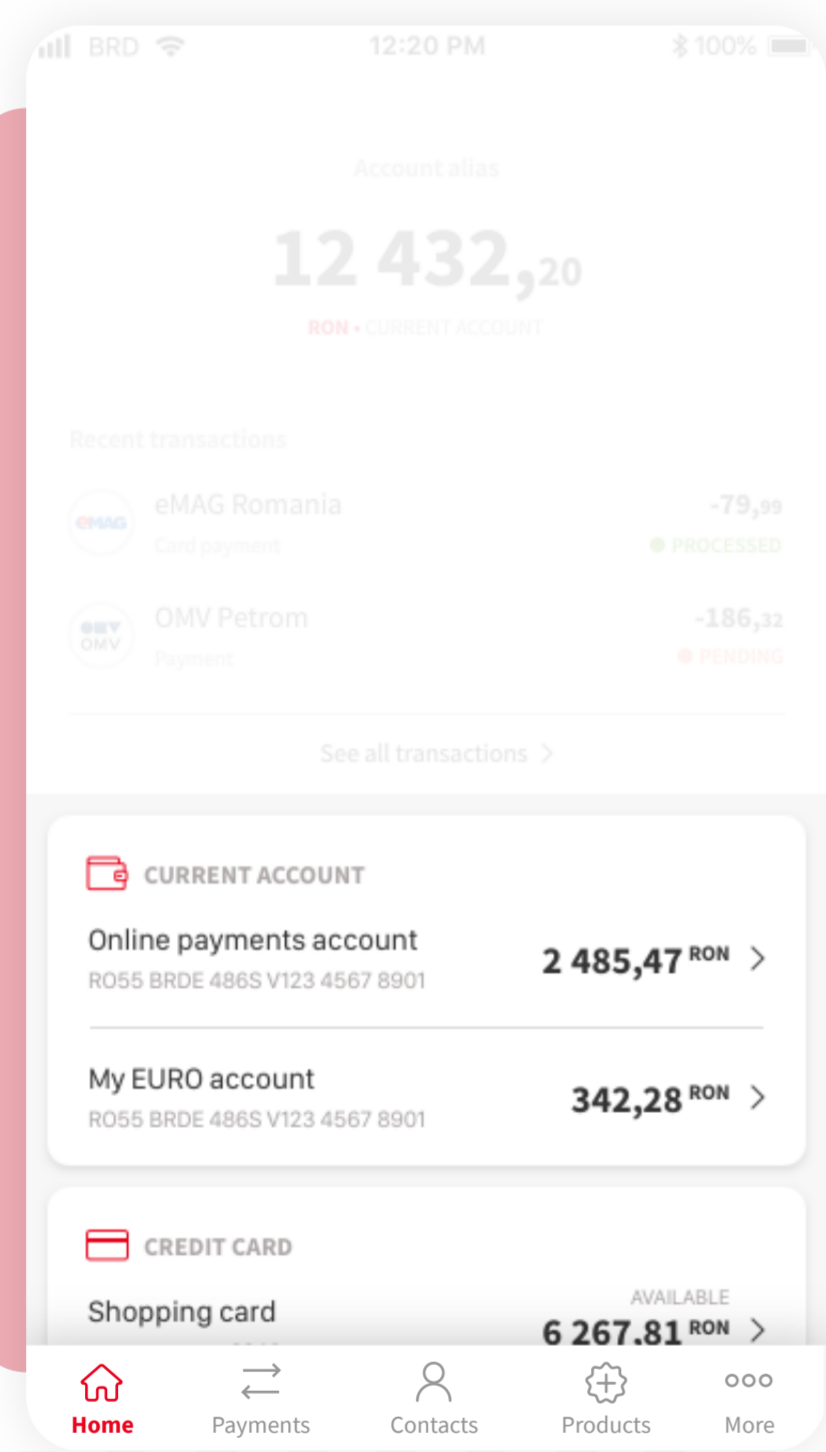 BRD 12:20 PM 100%
Account alias
12 432,20
RON • CURRENT ACCOUNT
Recent transactions
eMAG
eMAG Romania -79,99
Card payment PROCESSED
OMV Petrom -186,32
OMV
Payment PENDING
See all transactions
CURRENT ACCOUNT
Online payments account 2 485,47 RON
RO55 BRDE 486S V123 4567 8901
My EURO account 342,28 RON
RO55 BRDE 486S V123 4567 8901
CREDIT CARD
AVAILABLE
Shopping card 6 267,81 RON
Home Payments Contacts Products More